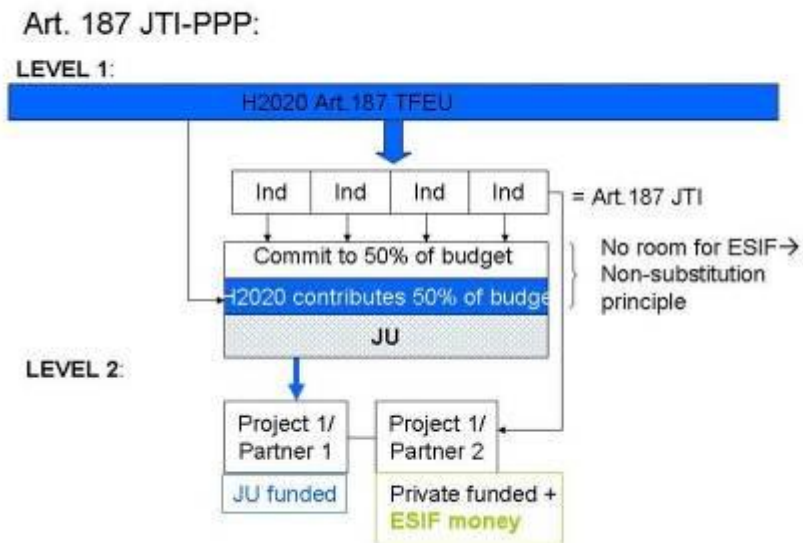 Art. 187 JTI-PPP:
LEVEL 1:
H2020 Art.187 TFEU
Ind Ind Ind Ind
= Art.187 JTI
Commit to 50% of budget
H2020 contributes 50% of budge
JU
No room for ESIF→
Non-substitution
principle
LEVEL 2:
Project 1/
Partner 1
JU funded
Project 1/
Partner 2
Private funded +
ESIF money